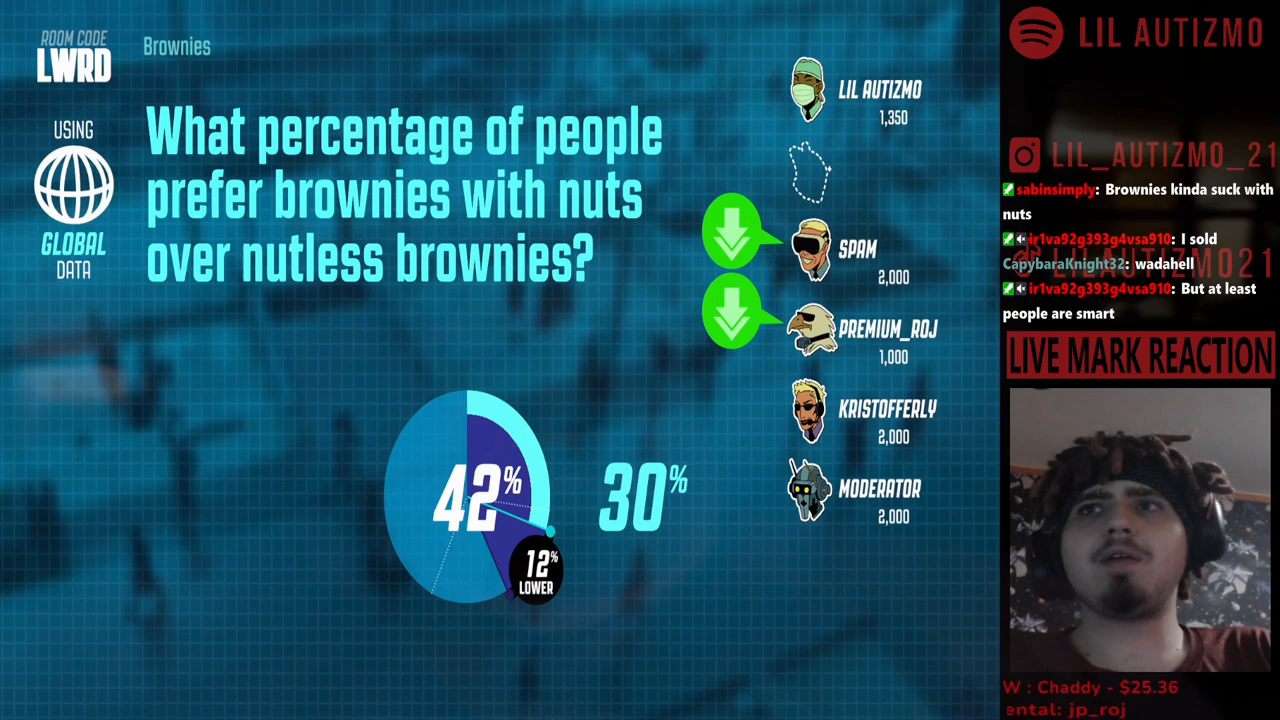 ROOM CODE
LWRD
Brownies
USING
GLOBAL
DATA
What percentage of people
prefer brownies with nuts
over nutless brownies?
42%
30%
12%
LOWER
LIL AUTIZMO
1,350
SPAM
2,000
PREMIUM_ROJ
1,000
KRISTOFFERLY
2,000
MODERATOR
2,000
LIL AUTIZMO
LIL_AUTIZMO_21
sabinsimply: Brownies kinda suck with
nuts
ir1va92g393g4vsa910: I sold
LIL AUTIZMO21
CapybaraKnight32: wadahell
ir1va92g393g4vsa910: But at least
people are smart
LIVE MARK REACTION
W : Chaddy - $25.36
ental: jp_roj